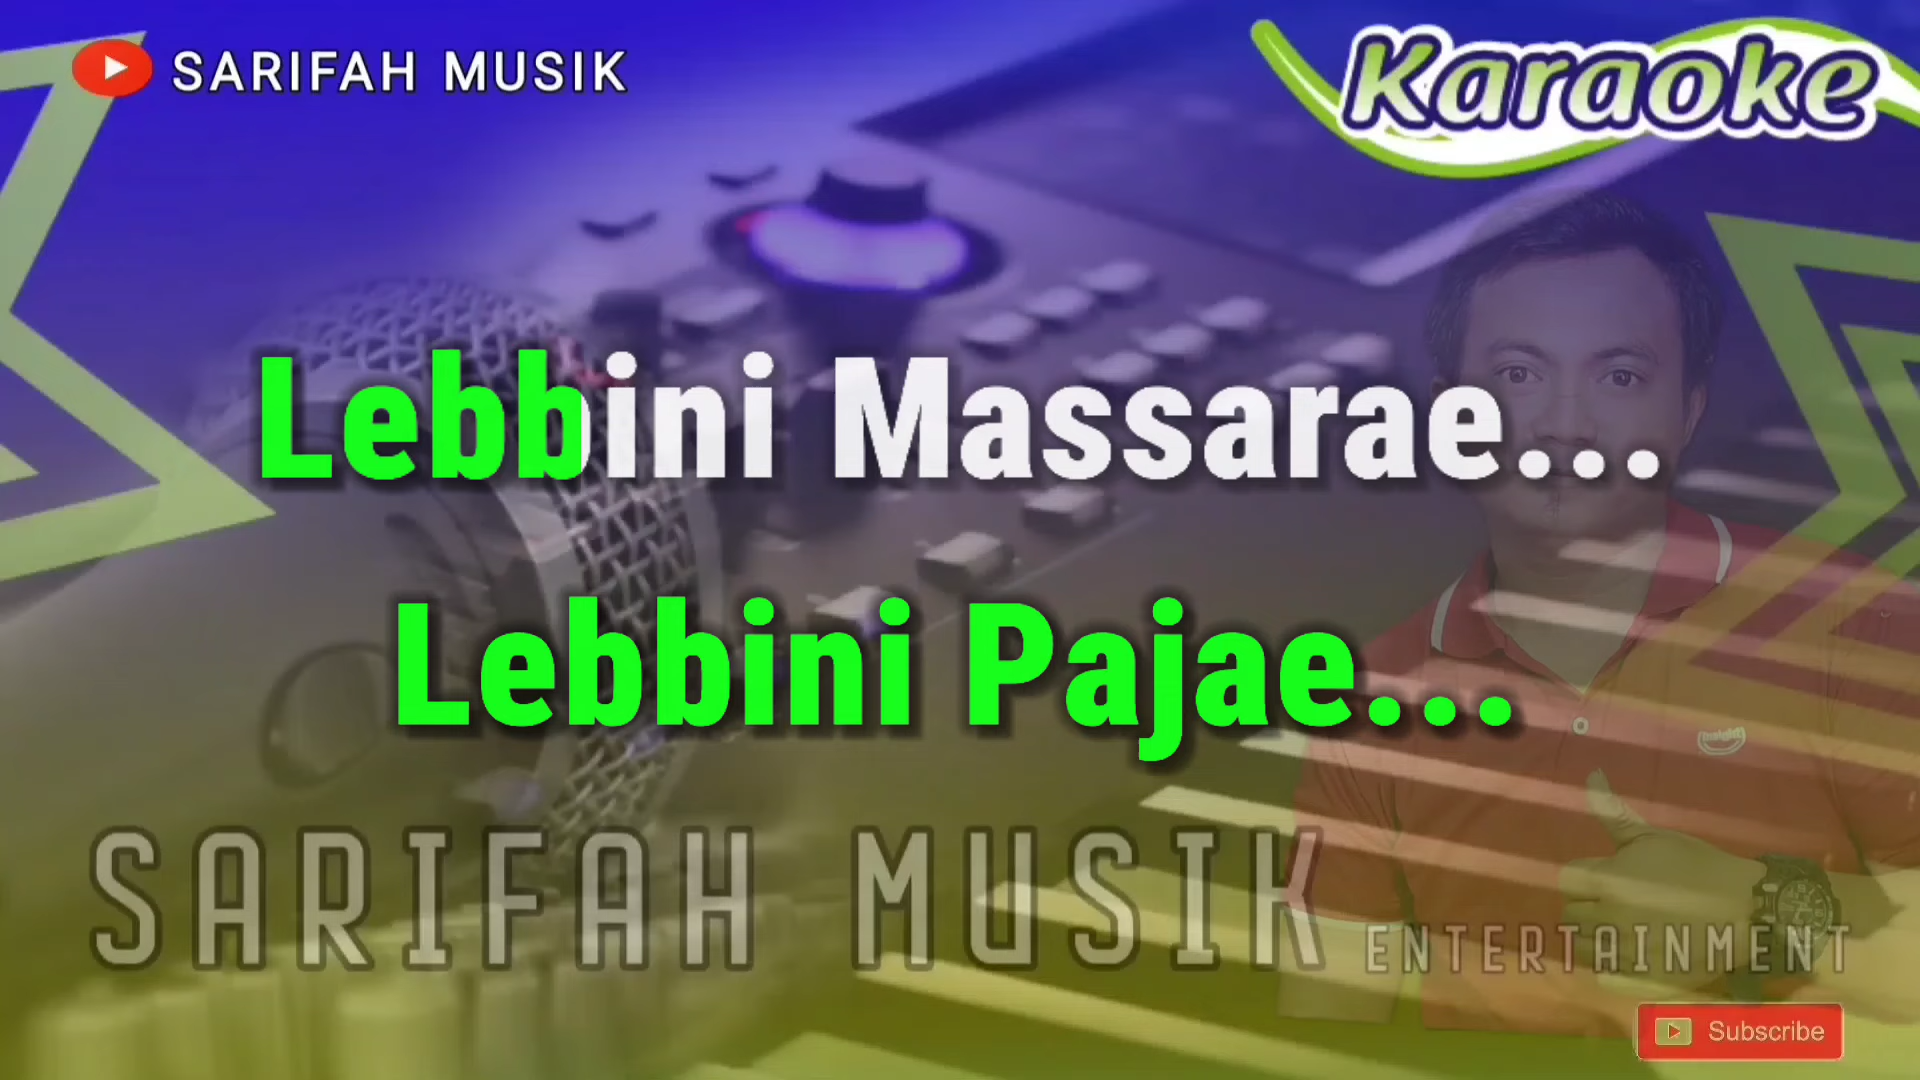 SARIFAH MUSIK
Karaoke
Lebbini Massarae...
Lebbini Pajae...
SARIFAH MUSIK ENTERTAINMENT
Subscribe